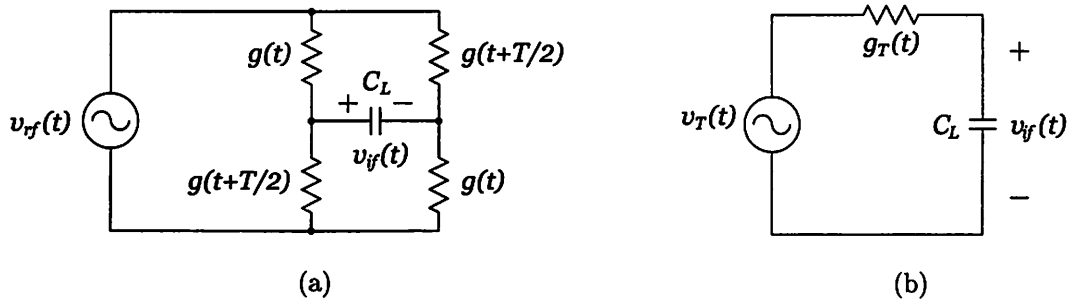 g(t)
g(t+T/2)
C_L
+ −
v_rf(t)
v_if(t)
g(t+T/2)
g(t)
(a)
g_T(t)
+
v_T(t)
C_L
v_if(t)
−
(b)